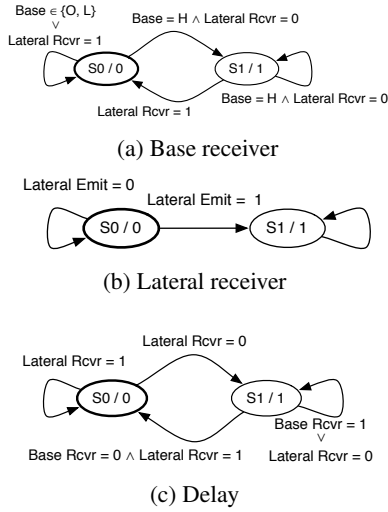 Base ∈ {O, L}
∨
Lateral Rcvr = 1
Base = H ∧ Lateral Rcvr = 0
S0 / 0
S1 / 1
Lateral Rcvr = 1
Base = H ∧ Lateral Rcvr = 0
(a) Base receiver
Lateral Emit = 0
Lateral Emit = 1
S0 / 0
S1 / 1
(b) Lateral receiver
Lateral Rcvr = 0
Lateral Rcvr = 1
S0 / 0
S1 / 1
Base Rcvr = 1
∨
Lateral Rcvr = 0
Base Rcvr = 0 ∧ Lateral Rcvr = 1
(c) Delay